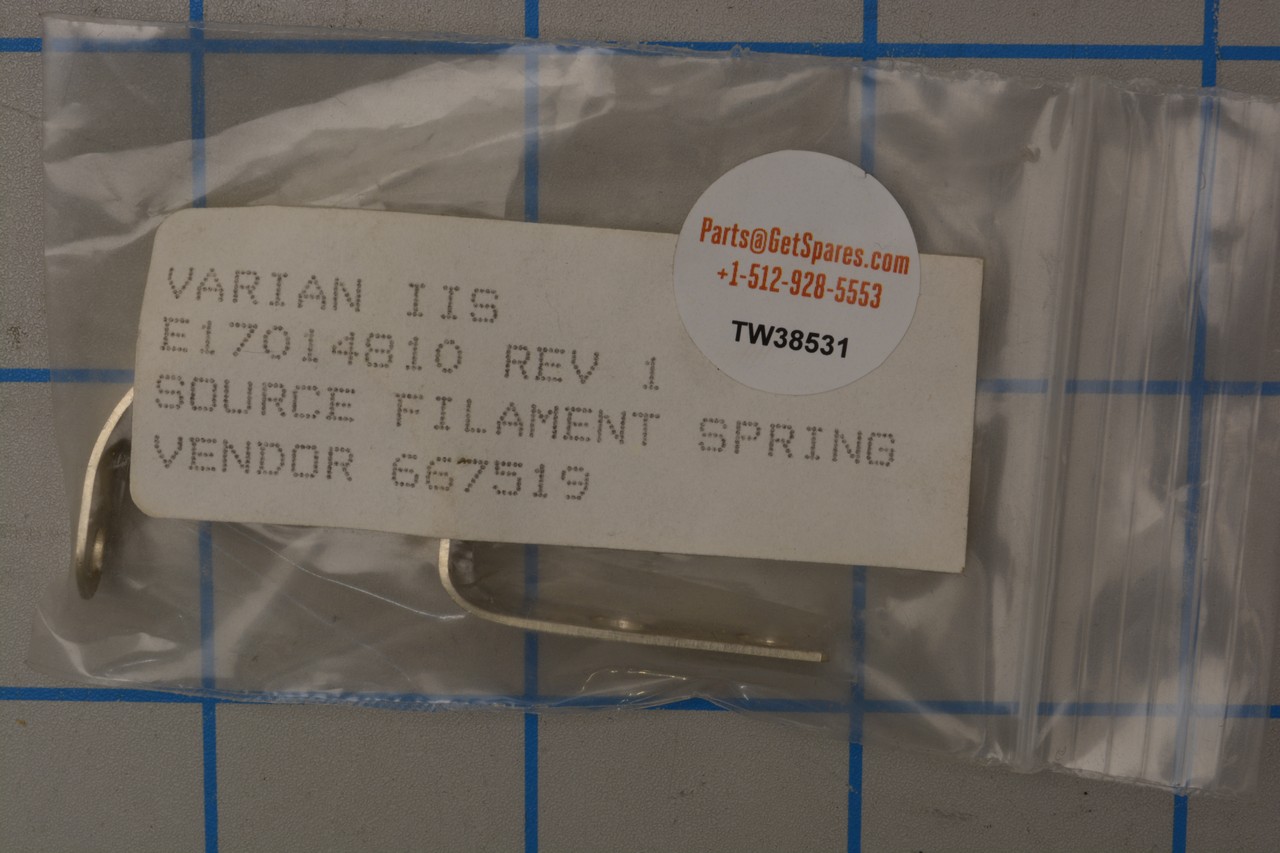 VARIAN IIS
E17014810 REV 1
SOURCE FILAMENT SPRING
VENDOR 667519
Parts@GetSpares.com
+1-512-928-5553
TW38531